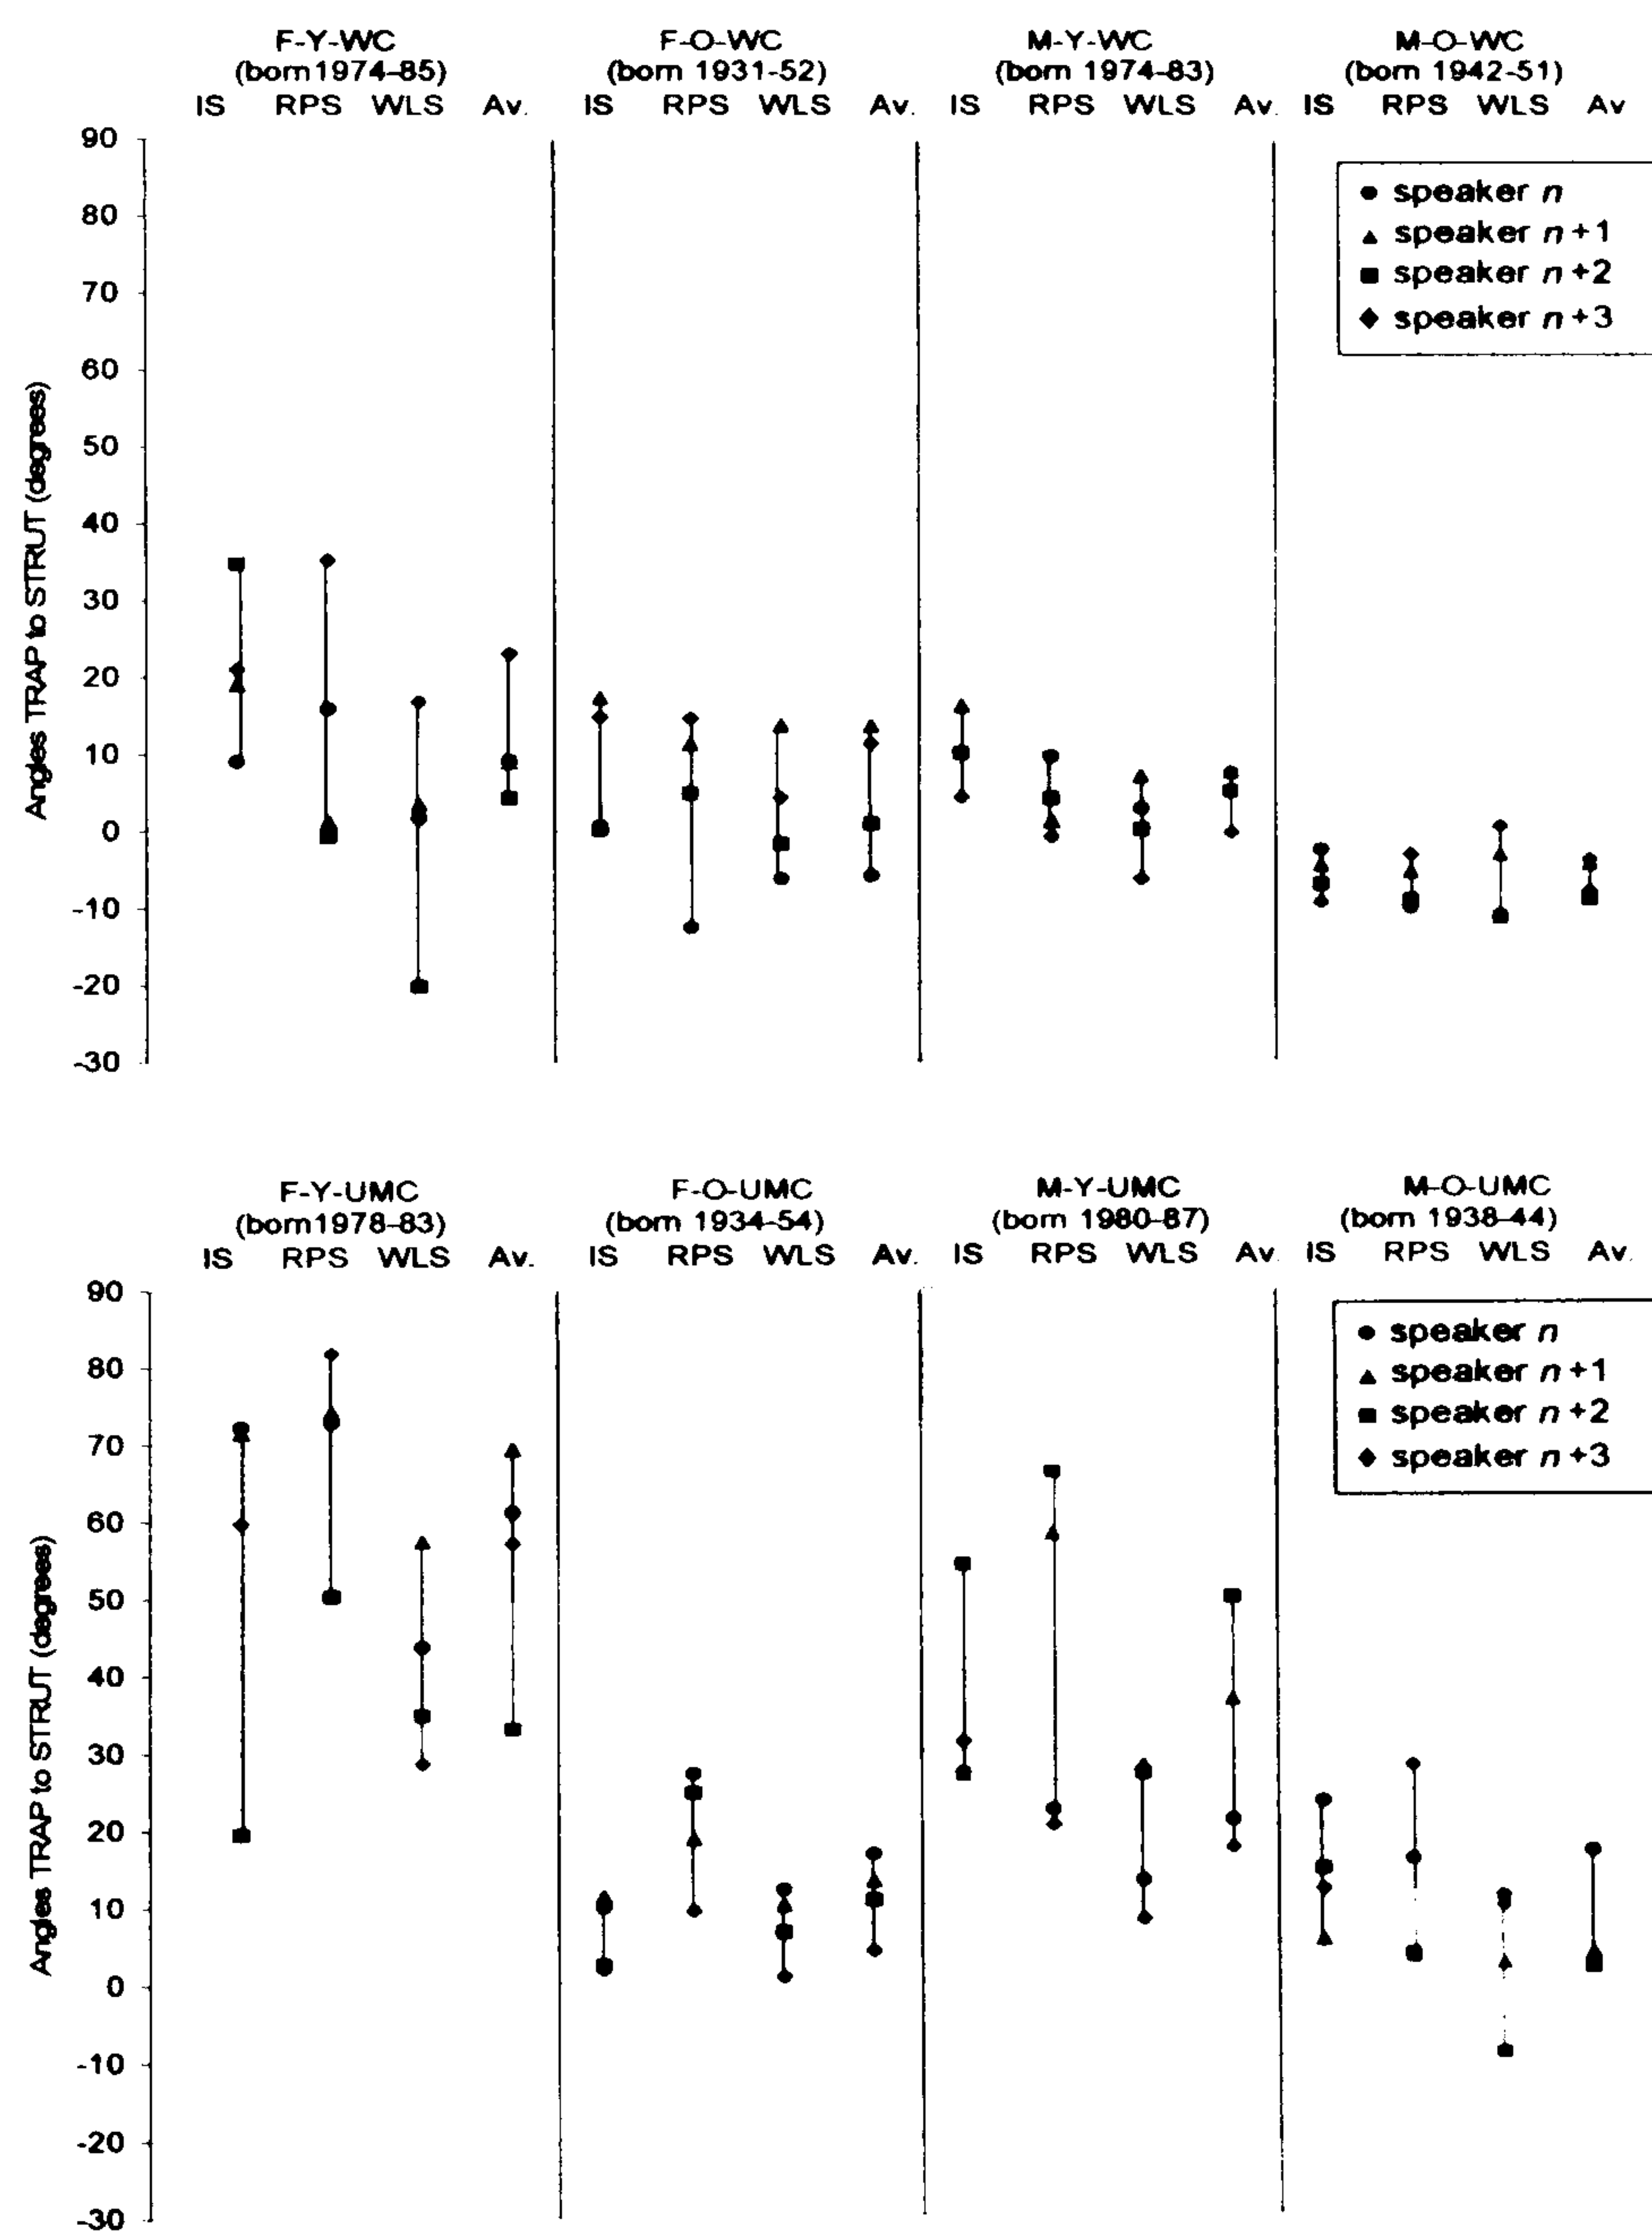 F-Y-WC F-O-WC M-Y-WC M-O-WC
(born 1974-85) (born 1931-52) (born 1974-83) (born 1942-51)
IS RPS WLS Av. IS RPS WLS Av. IS RPS WLS Av. IS RPS WLS Av
90
80
70
60
50
40
30
20
10
0
-10
-20
-30
Angles TRAP to STRUT (degrees)
speaker n
speaker n+1
speaker n+2
speaker n+3
F-Y-UMC F-O-UMC M-Y-UMC M-O-UMC
(born 1978-83) (born 1934-54) (born 1980-87) (born 1938-44)
IS RPS WLS Av. IS RPS WLS Av. IS RPS WLS Av. IS RPS WLS Av.
90
80
70
60
50
40
30
20
10
0
-10
-20
-30
Angles TRAP to STRUT (degrees)
speaker n
speaker n+1
speaker n+2
speaker n+3